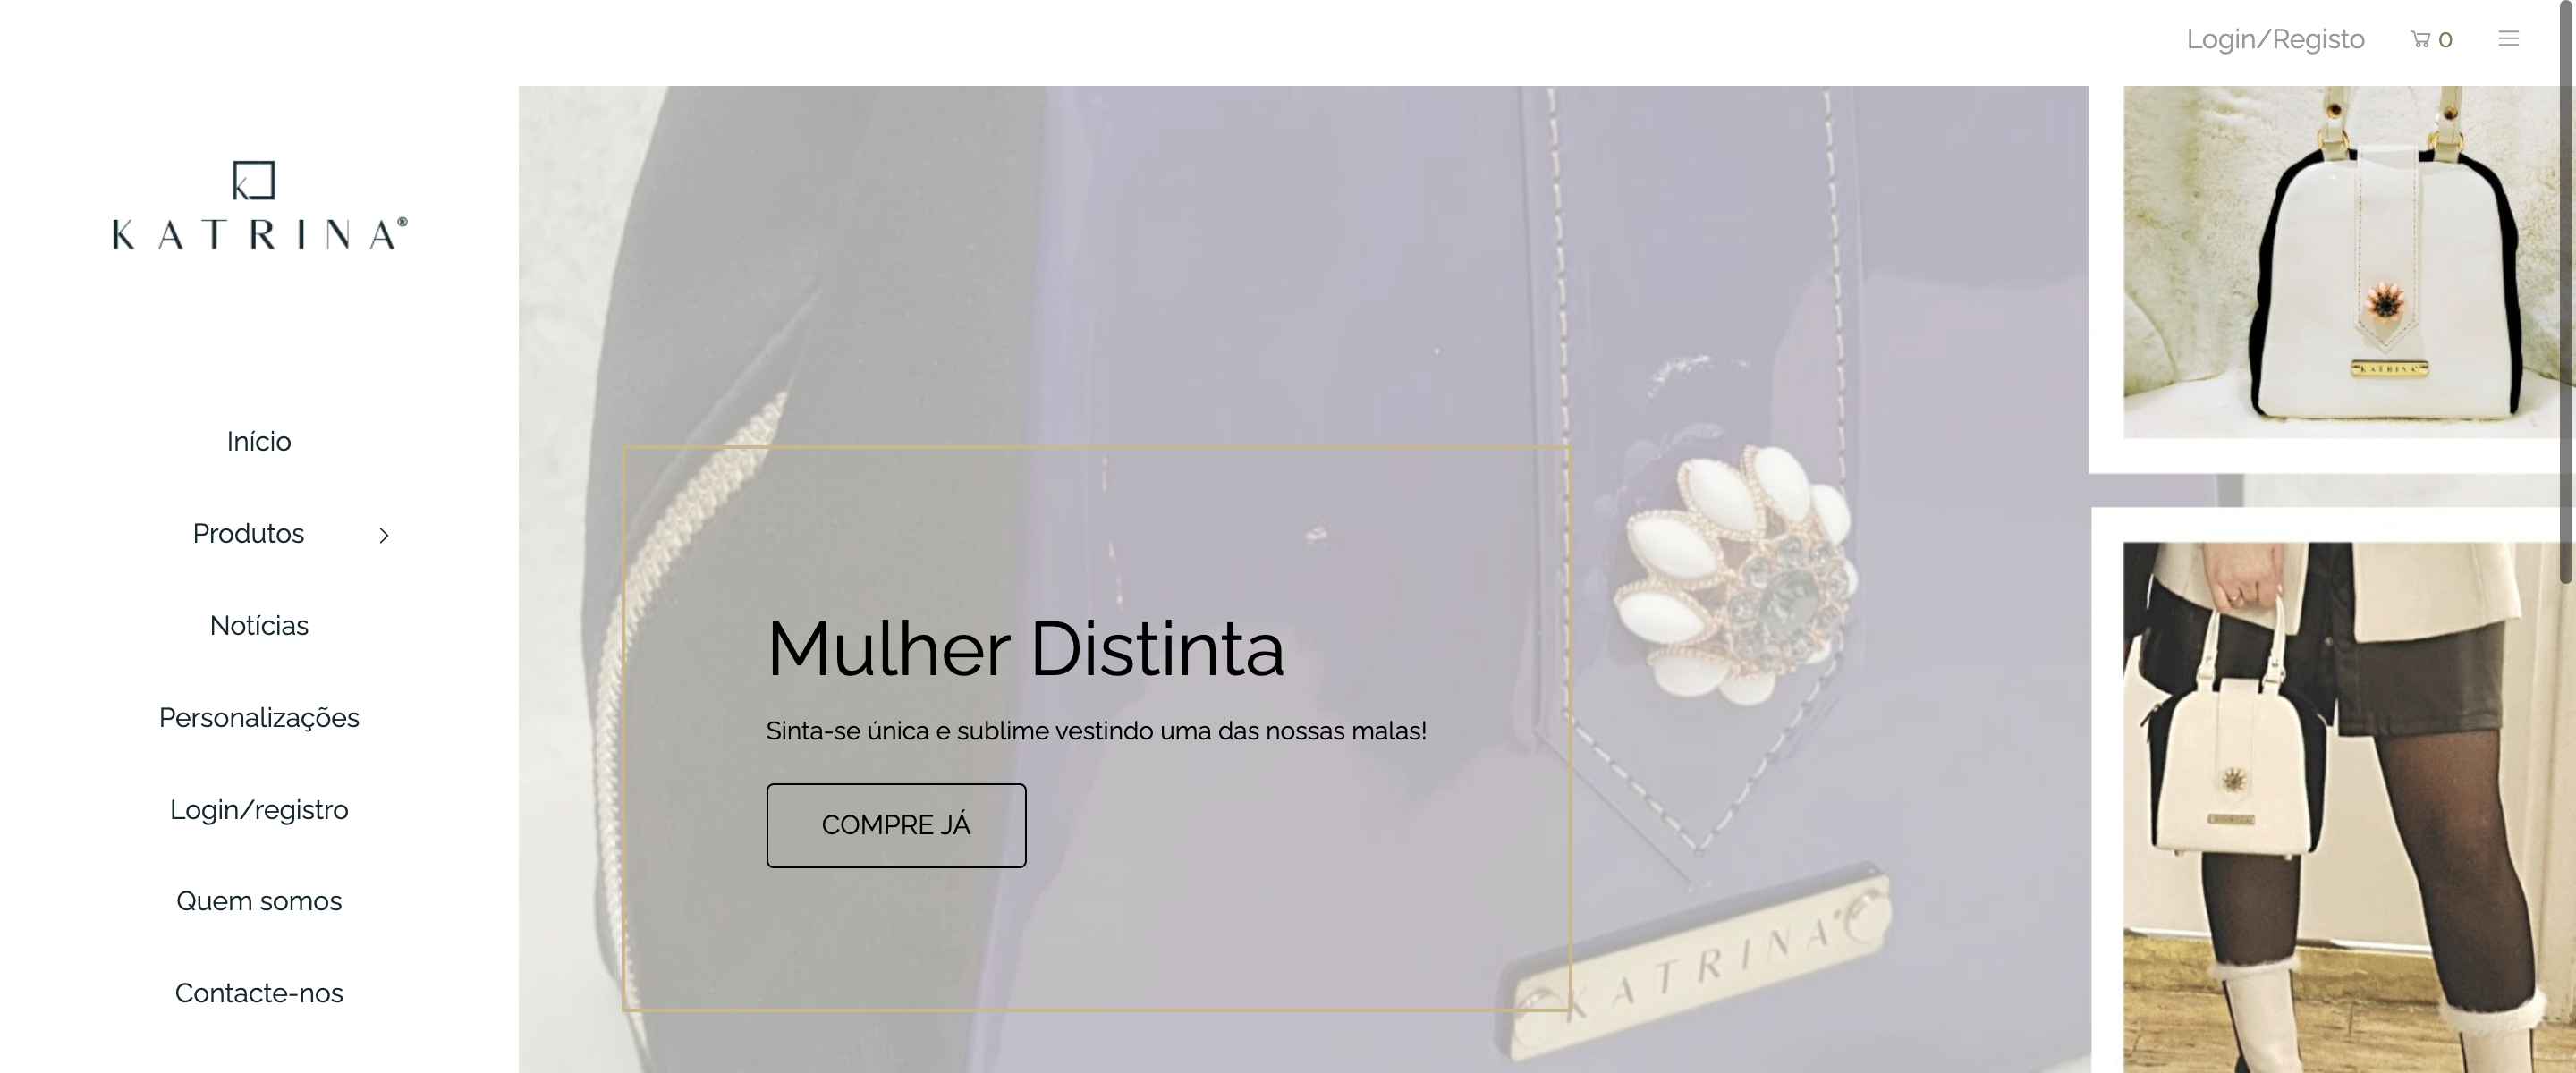 Login/Registo
0
KATRINA®
Início
Produtos
Notícias
Personalizações
Login/registro
Quem somos
Contacte-nos
Mulher Distinta
Sinta-se única e sublime vestindo uma das nossas malas!
COMPRE JÁ
KATRINA
KATRINA